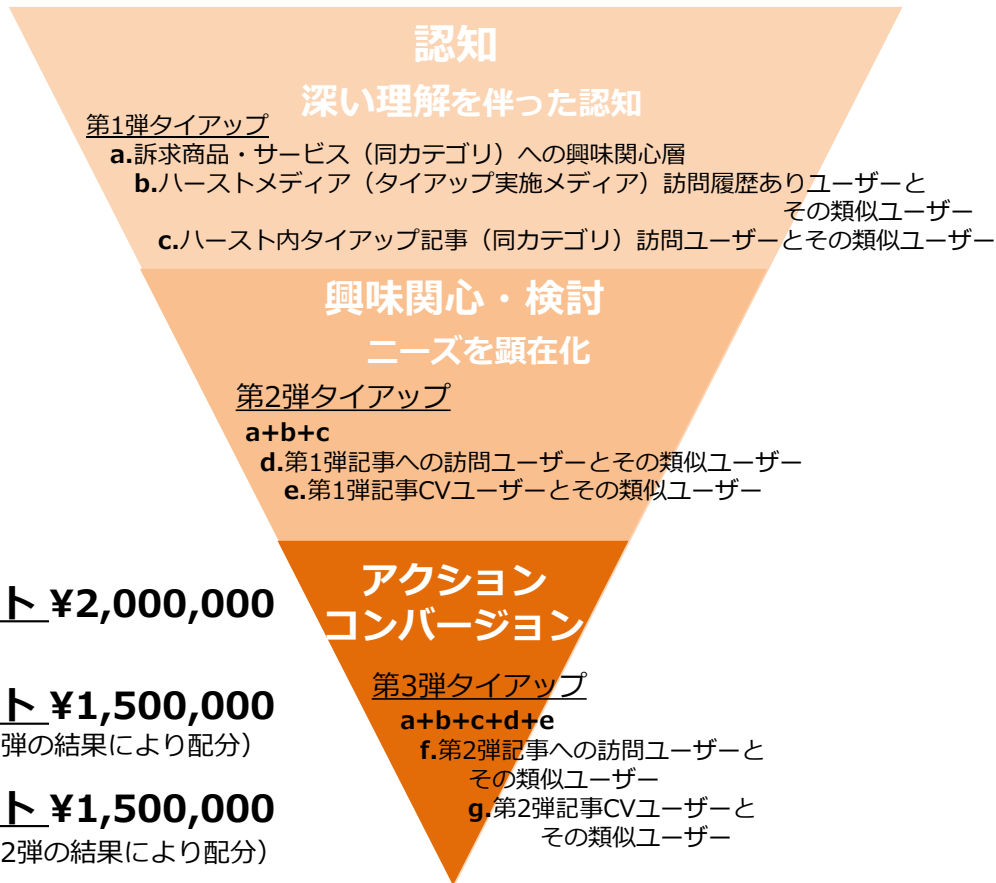 認知
深い理解を伴った認知
第1弾タイアップ
a.訴求商品・サービス（同カテゴリ）への興味関心層
b.ハーストメディア（タイアップ実施メディア）訪問履歴ありユーザーと
その類似ユーザー
c.ハースト内タイアップ記事（同カテゴリ）訪問ユーザーとその類似ユーザー
興味関心・検討
ニーズを顕在化
第2弾タイアップ
a+b+c
d.第1弾記事への訪問ユーザーとその類似ユーザー
e.第1弾記事CVユーザーとその類似ユーザー
アクション
コンバージョン
第3弾タイアップ
a+b+c+d+e
f.第2弾記事への訪問ユーザーと
その類似ユーザー
g.第2弾記事CVユーザーと
その類似ユーザー
ト ¥2,000,000
ト ¥1,500,000
弾の結果により配分）
ト ¥1,500,000
2弾の結果により配分）